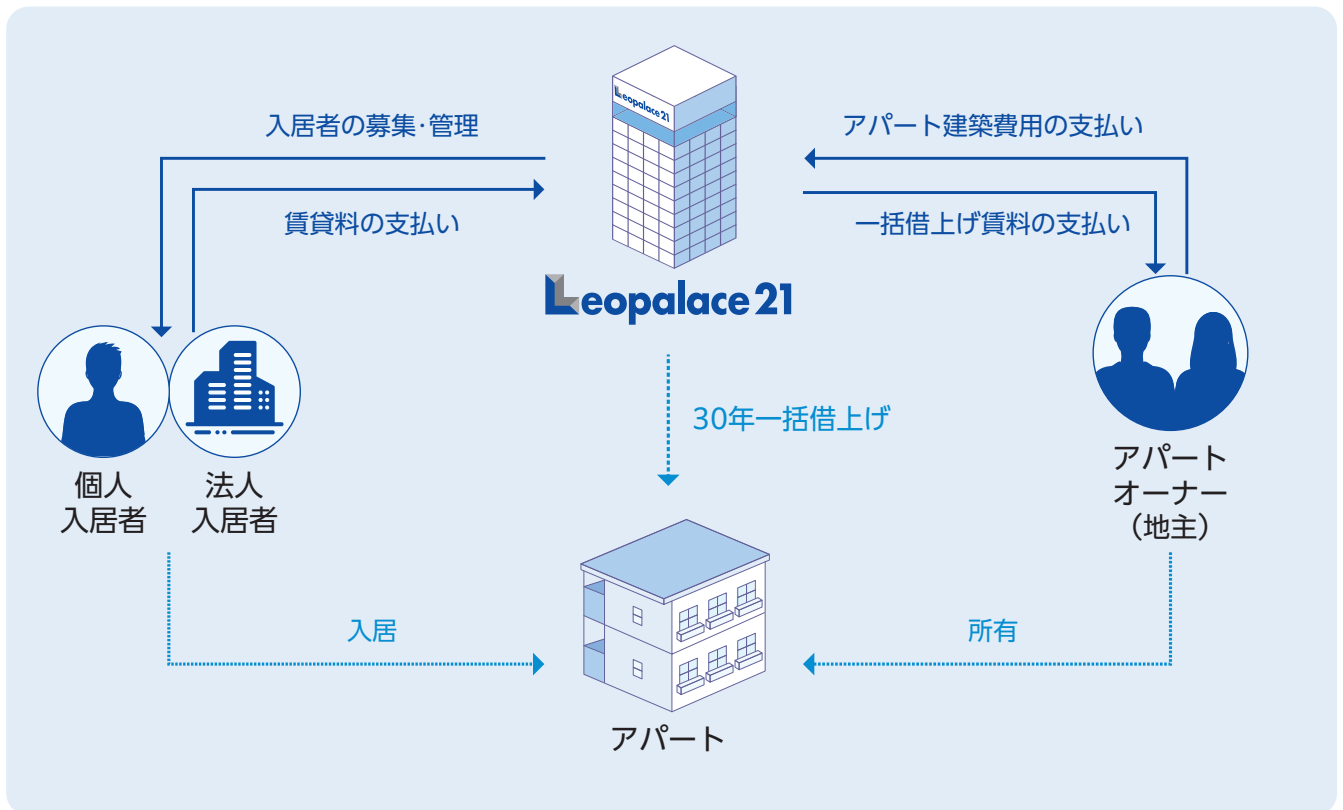 Leopalace21
入居者の募集·管理
アパート建築費用の支払い
賃貸料の支払い
一括借上げ賃料の支払い
Leopalace21
30年一括借上げ
個人
入居者
法人
入居者
アパート
オーナー
（地主）
入居
所有
アパート